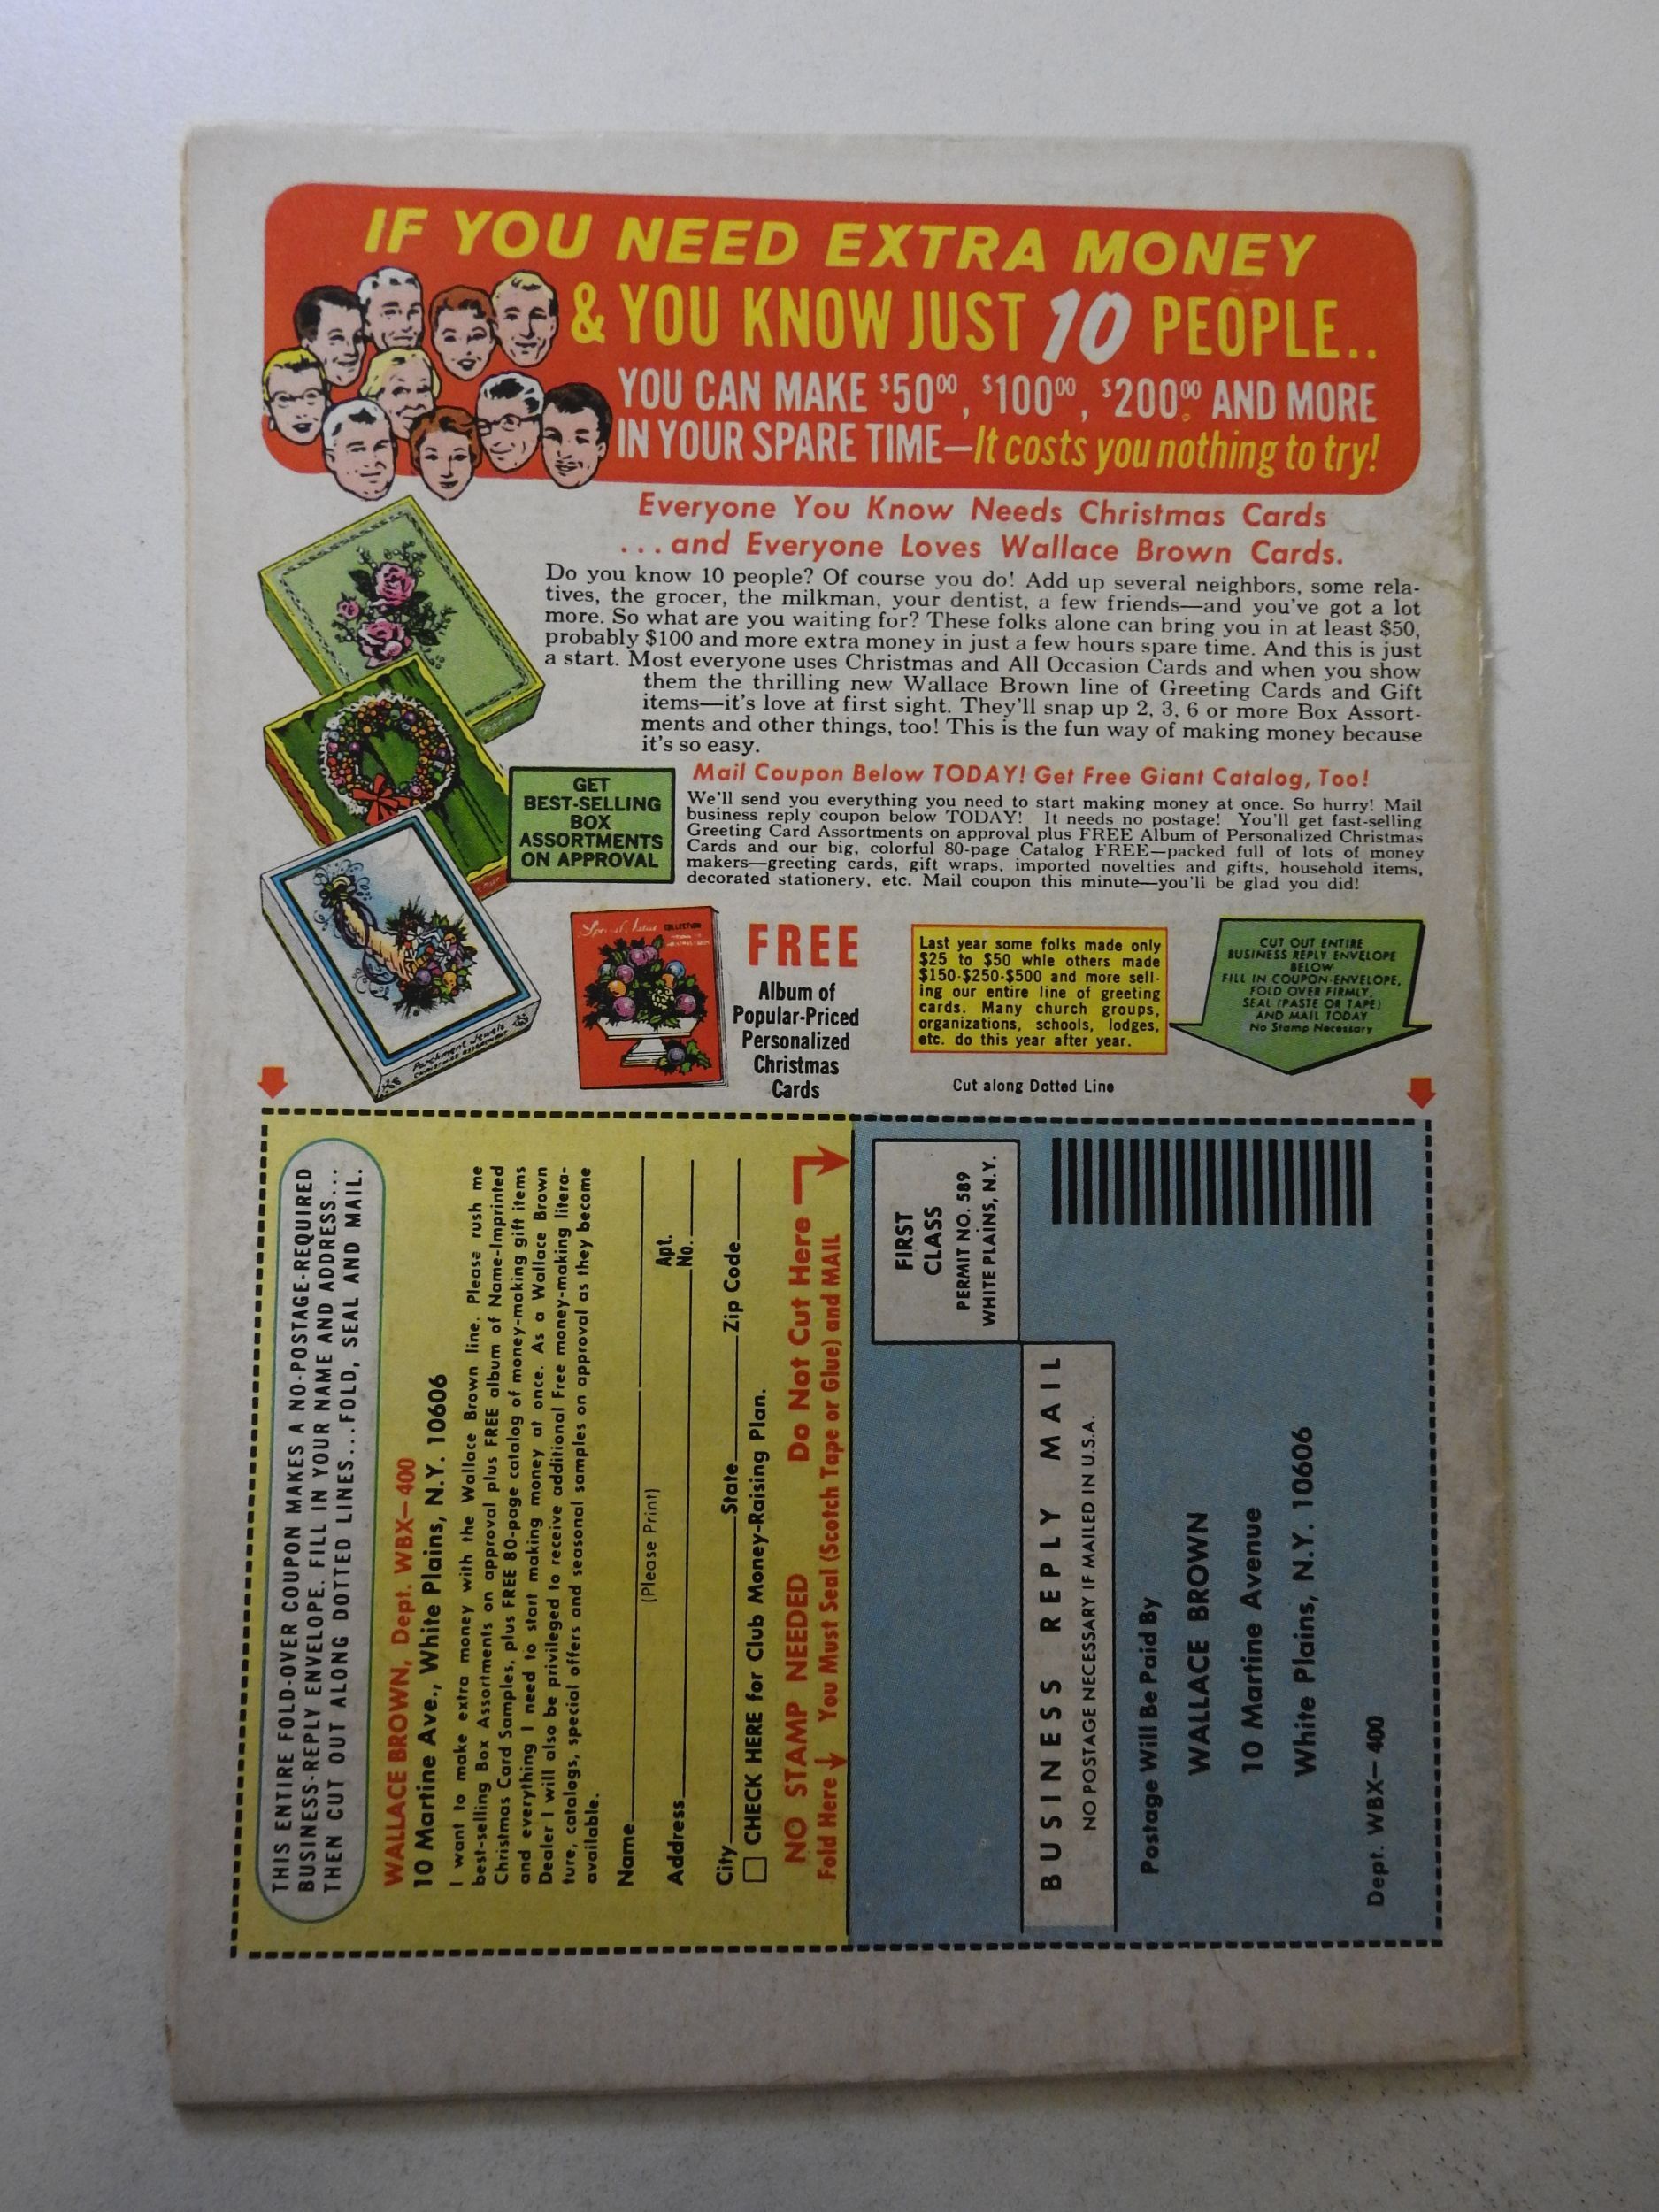 IF YOU NEED EXTRA MONEY
& YOU KNOW JUST 10 PEOPLE..
YOU CAN MAKE $50.00, $100.00, $200.00 AND MORE
IN YOUR SPARE TIME—It costs you nothing to try!
Everyone You Know Needs Christmas Cards
...and Everyone Loves Wallace Brown Cards.
Do you know 10 people? Of course you do! Add up several neighbors, some rela-
tives, the grocer, the milkman, your dentist, a few friends—and you've got a lot
more. So what are you waiting for? These folks alone can bring you in at least $50,
probably $100 and more extra money in just a few hours spare time. And this is just
a start. Most everyone uses Christmas and All Occasion Cards and when you show
them the thrilling new Wallace Brown line of Greeting Cards and Gift
items—it's love at first sight. They'll snap up 2, 3, 6 or more Box Assort-
ments and other things, too! This is the fun way of making money because
it's so easy.
GET
BEST-SELLING
BOX
ASSORTMENTS
ON APPROVAL
Mail Coupon Below TODAY! Get Free Giant Catalog, Too!
We'll send you everything you need to start making money at once. So hurry! Mail
business reply coupon below TODAY! It needs no postage! You'll get fast-selling
Greeting Card Assortments on approval plus FREE Album of Personalized Christmas
Cards and our big, colorful 80-page Catalog FREE—packed full of lots of money
makers—greeting cards, gift wraps, imported novelties and gifts, household items,
decorated stationery, etc. Mail coupon this minute—you'll be glad you did!
Parchment Jewels
CHRISTMAS ASSORTMENT
Special Issue COLLECTION
FREE
Album of
Popular-Priced
Personalized
Christmas
Cards
Last year some folks made only
$25 to $50 whle others made
$150-$250-$500 and more sell-
ing our entire line of greeting
cards. Many church groups,
organizations, schools, lodges,
etc. do this year after year.
CUT OUT ENTIRE
BUSINESS REPLY ENVELOPE
BELOW
FILL IN COUPON-ENVELOPE,
FOLD OVER FIRMLY,
SEAL (PASTE OR TAPE)
AND MAIL TODAY
No Stamp Necessary
Cut along Dotted Line
THIS ENTIRE FOLD-OVER COUPON MAKES A NO-POSTAGE-REQUIRED
BUSINESS-REPLY ENVELOPE. FILL IN YOUR NAME AND ADDRESS...
THEN CUT OUT ALONG DOTTED LINES...FOLD, SEAL AND MAIL.
WALLACE BROWN, Dept. WBX—400
10 Martine Ave., White Plains, N.Y. 10606
I want to make extra money with the Wallace Brown line. Please rush me
best-selling Box Assortments on approval plus FREE album of Name-Imprinted
Christmas Card Samples, plus FREE 80-page catalog of money-making gift items
and everything I need to start making money at once. As a Wallace Brown
Dealer I will also be privileged to receive additional Free money-making litera-
ture, catalogs, special offers and seasonal samples on approval as they become
available.
Name
(Please Print)
Address Apt. No.
City State Zip Code
CHECK HERE for Club Money-Raising Plan.
NO STAMP NEEDED Do Not Cut Here
Fold Here You Must Seal (Scotch Tape or Glue) and MAIL
FIRST
CLASS
PERMIT NO. 589
WHITE PLAINS, N.Y.
BUSINESS REPLY MAIL
NO POSTAGE NECESSARY IF MAILED IN U.S.A.
Postage Will Be Paid By
WALLACE BROWN
10 Martine Avenue
White Plains, N.Y. 10606
Dept. WBX—400